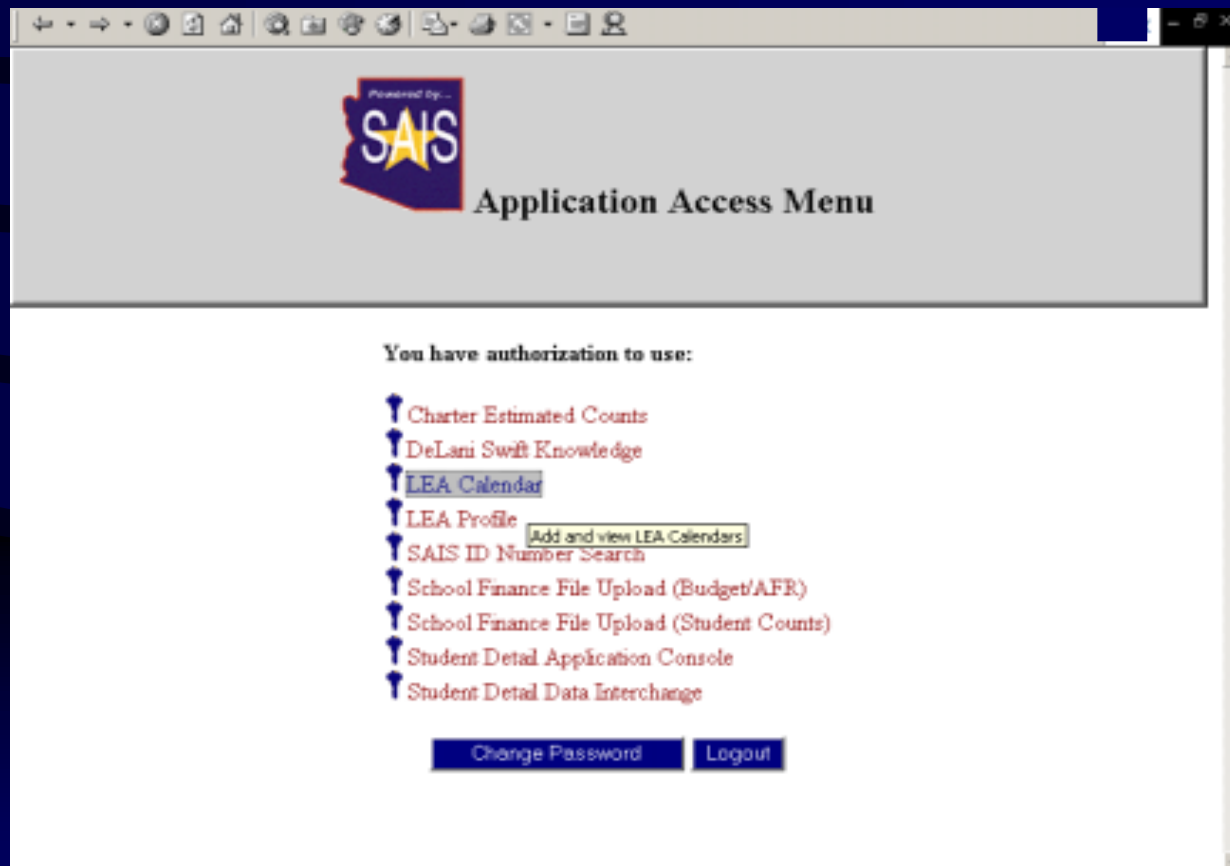 Powered by...
SAIS
Application Access Menu
You have authorization to use:
Charter Estimated Counts
DeLani Swift Knowledge
LEA Calendar
LEA Profile
Add and view LEA Calendars
SAIS ID Number Search
School Finance File Upload (Budget/AFR)
School Finance File Upload (Student Counts)
Student Detail Application Console
Student Detail Data Interchange
Change Password Logout